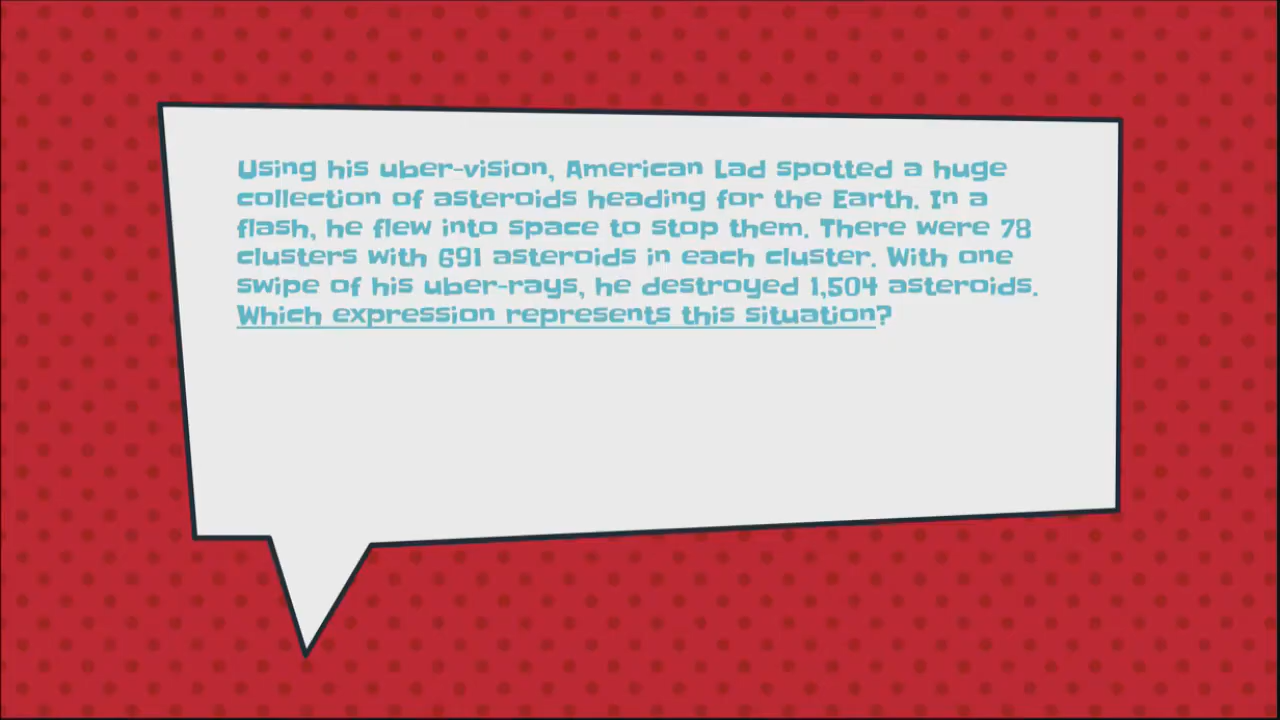 Using his uber-vision, American Lad spotted a huge
collection of asteroids heading for the Earth. In a
flash, he flew into space to stop them. There were 78
clusters with 691 asteroids in each cluster. With one
swipe of his uber-rays, he destroyed 1,504 asteroids.
Which expression represents this situation?